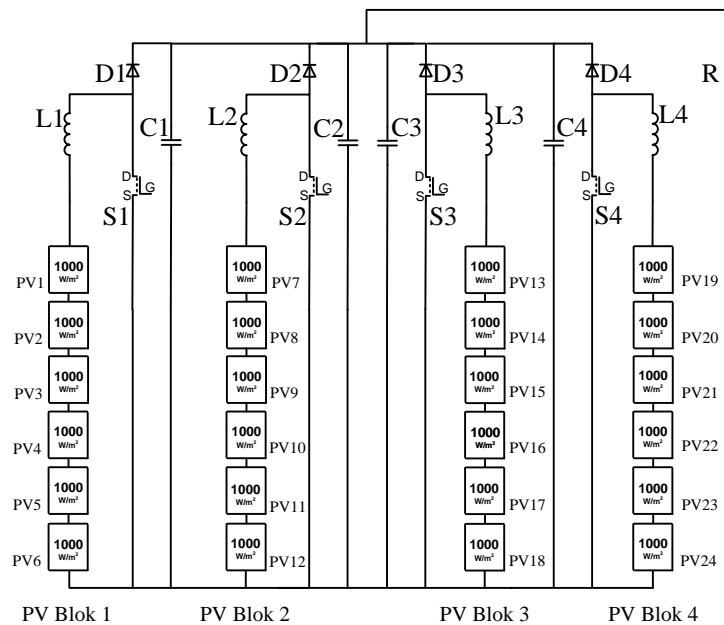 D1
D2
D3
D4
R
L1
C1
L2
C2
C3
L3
C4
L4
D
S
G
D
S
G
D
S
G
D
S
G
S1
S2
S3
S4
1000
W/m²
PV1
1000
W/m²
PV7
1000
W/m²
PV13
1000
W/m²
PV19
1000
W/m²
PV2
1000
W/m²
PV8
1000
W/m²
PV14
1000
W/m²
PV20
1000
W/m²
PV3
1000
W/m²
PV9
1000
W/m²
PV15
1000
W/m²
PV21
1000
W/m²
PV4
1000
W/m²
PV10
1000
W/m²
PV16
1000
W/m²
PV22
1000
W/m²
PV5
1000
W/m²
PV11
1000
W/m²
PV17
1000
W/m²
PV23
1000
W/m²
PV6
1000
W/m²
PV12
1000
W/m²
PV18
1000
W/m²
PV24
PV Blok 1
PV Blok 2
PV Blok 3
PV Blok 4